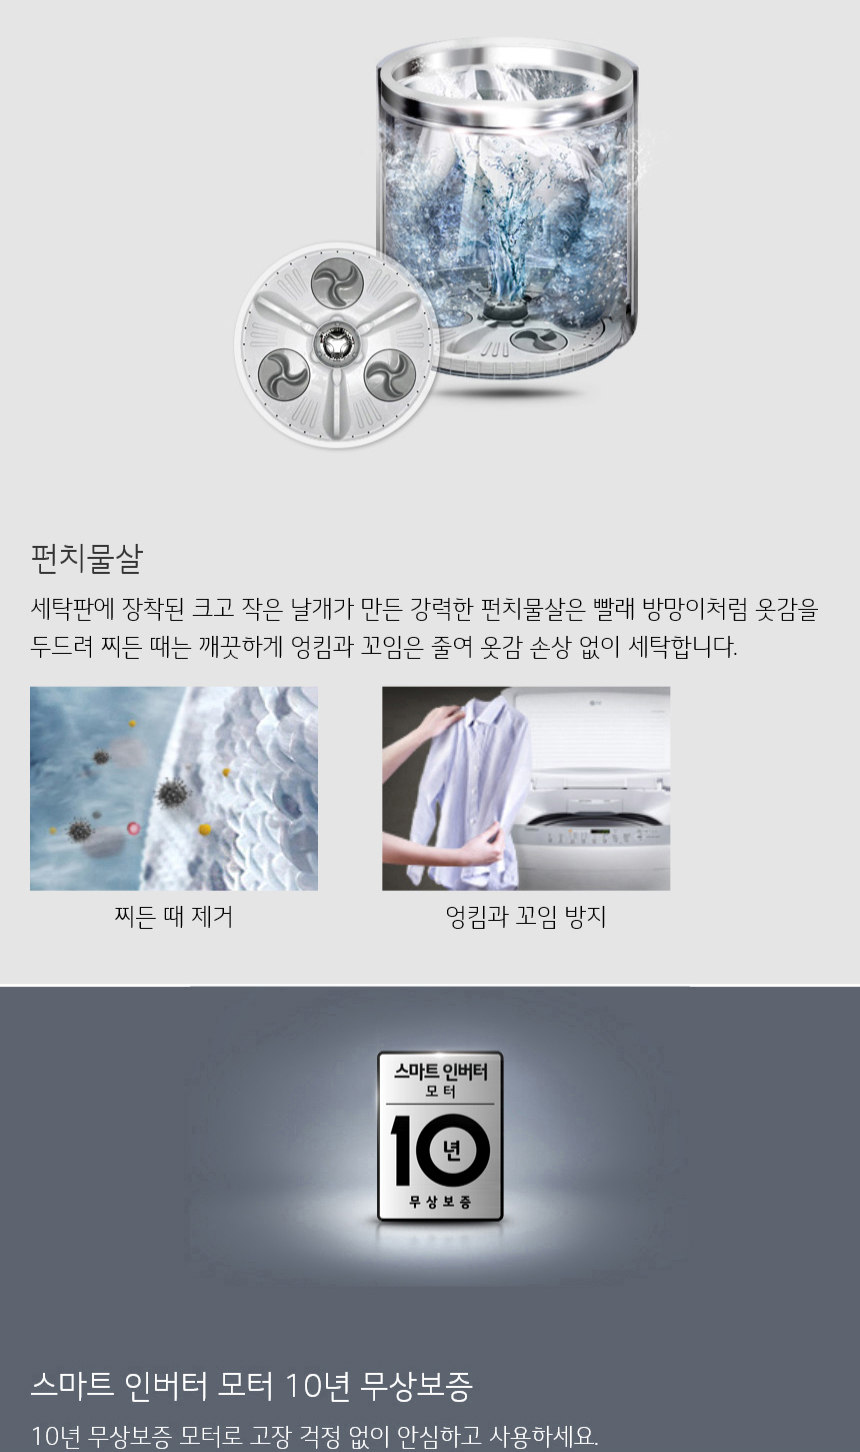 펀치물살
세탁판에 장착된 크고 작은 날개가 만든 강력한 펀치물살은 빨래 방망이처럼 옷감을
두드려 찌든 때는 깨끗하게 엉킴과 꼬임은 줄여 옷감 손상 없이 세탁합니다.
찌든 때 제거
엉킴과 꼬임 방지
스마트 인버터
모터
10년
무상보증
스마트 인버터 모터 10년 무상보증
10년 무상보증 모터로 고장 걱정 없이 안심하고 사용하세요.